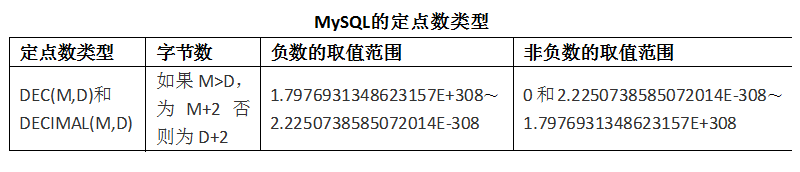 MySQL的定点数类型
定点数类型 字节数 负数的取值范围 非负数的取值范围
DEC(M,D)和
DECIMAL(M,D)
如果M>D,
为M+2否
则为D+2
1.7976931348623157E+308～
2.2250738585072014E-308
0和2.2250738585072014E-308～
1.7976931348623157E+308